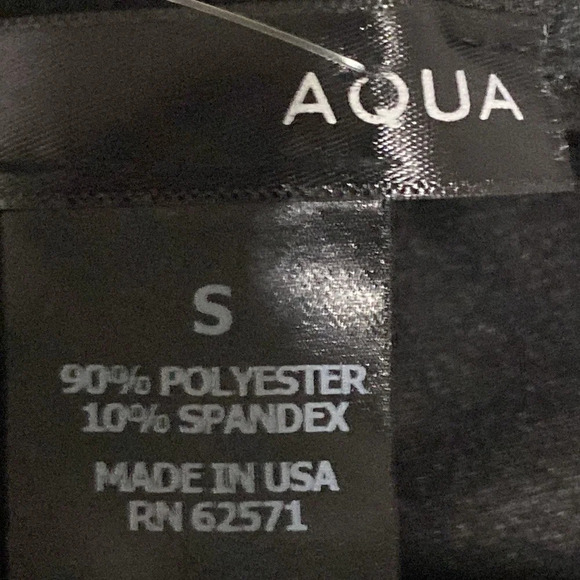 AQUA
S
90% POLYESTER
10% SPANDEX
MADE IN USA
RN 62571